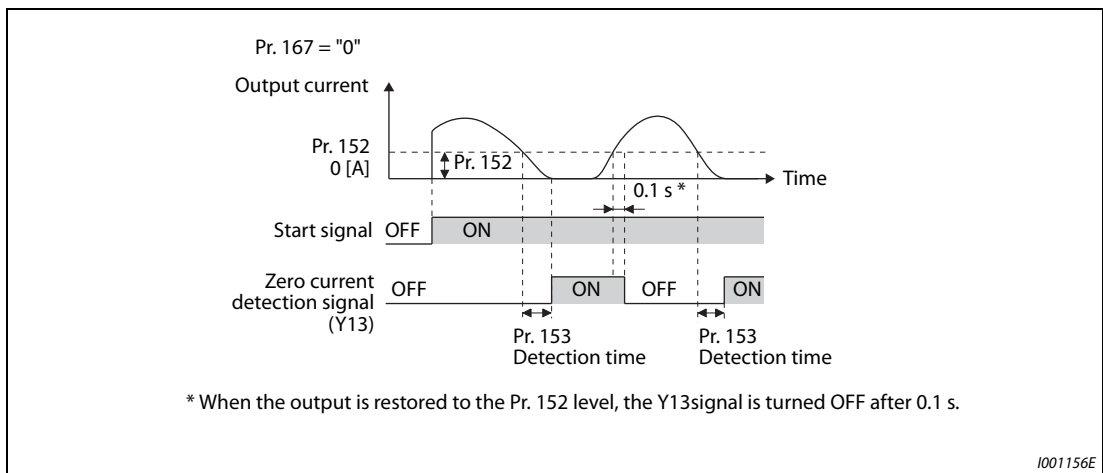 Pr. 167 = "0"
Output current
Pr. 152
0 [A]
Pr. 152
Time
0.1 s *
Start signal
OFF
ON
Zero current
detection signal
(Y13)
OFF
ON
OFF
ON
Pr. 153
Detection time
Pr. 153
Detection time
* When the output is restored to the Pr. 152 level, the Y13signal is turned OFF after 0.1 s.
I001156E